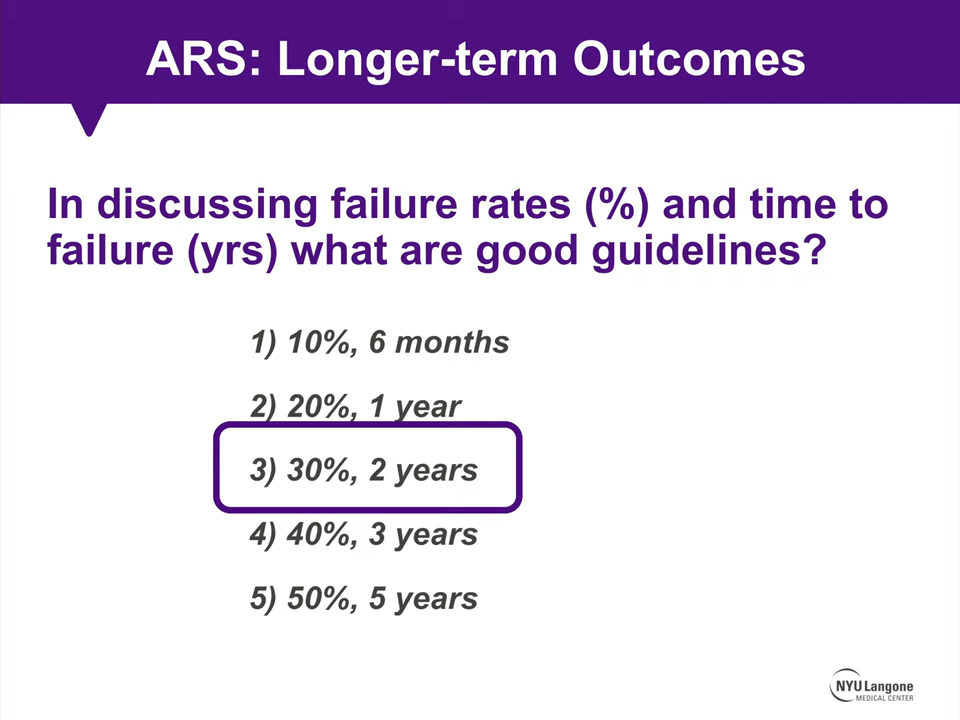 ARS: Longer-term Outcomes
In discussing failure rates (%) and time to
failure (yrs) what are good guidelines?
1) 10%, 6 months
2) 20%, 1 year
3) 30%, 2 years
4) 40%, 3 years
5) 50%, 5 years
NYU Langone
MEDICAL CENTER